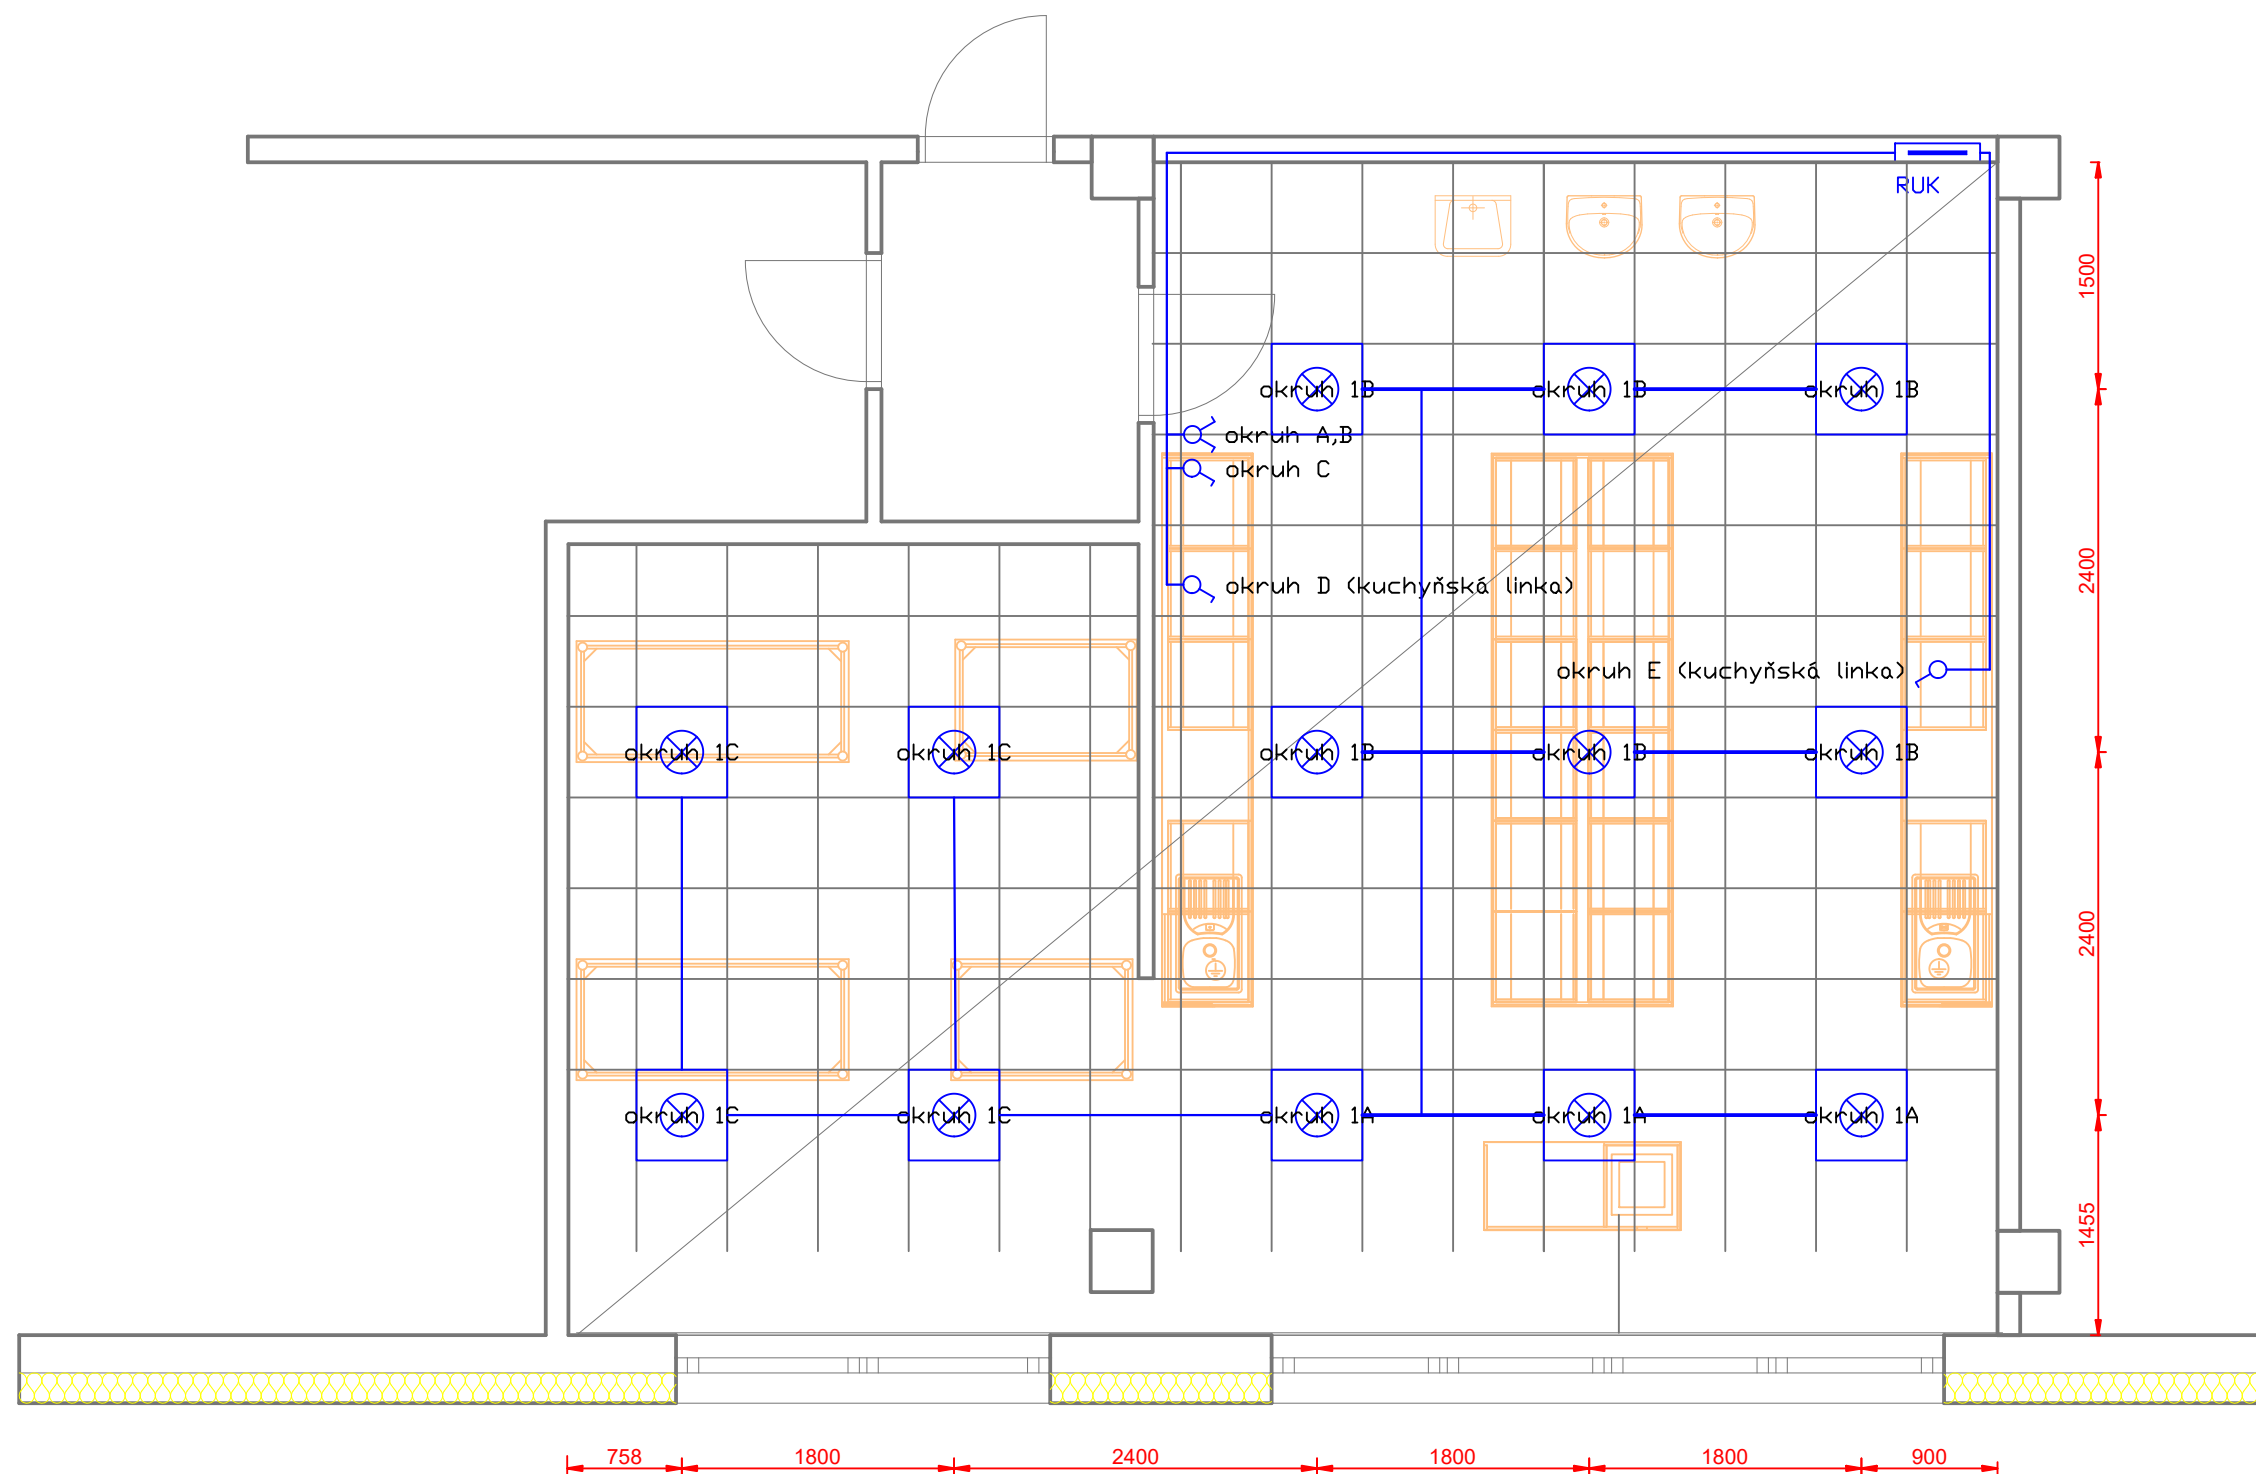 RUK
1500
okruh 1B
okruh 1B
okruh 1B
okruh A,B
okruh C
2400
okruh D (kuchyňská linka)
okruh E (kuchyňská linka)
okruh 1C
okruh 1C
okruh 1B
okruh 1B
okruh 1B
2400
okruh 1C
okruh 1C
okruh 1A
okruh 1A
okruh 1A
1455
758
1800
2400
1800
1800
900